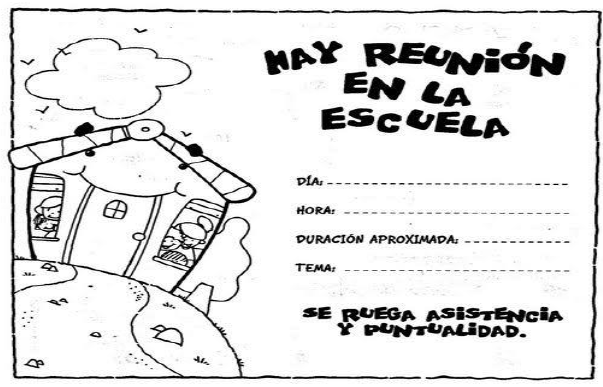 HAY REUNIÓN
EN LA
ESCUELA
DÍA:
HORA:
DURACIÓN APROXIMADA:
TEMA:
SE RUEGA ASISTENCIA
Y PUNTUALIDAD.